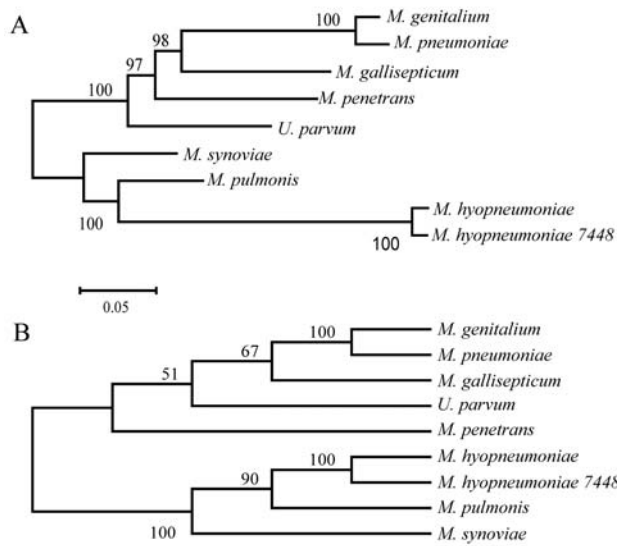 A
100
M. genitalium
M. pneumoniae
98
M. gallisepticum
97
M. penetrans
100
U. parvum
M. synoviae
M. pulmonis
100
M. hyopneumoniae
M. hyopneumoniae 7448
100
0.05
B
100
M. genitalium
M. pneumoniae
67
M. gallisepticum
51
U. parvum
M. penetrans
100
M. hyopneumoniae
M. hyopneumoniae 7448
90
M. pulmonis
100
M. synoviae